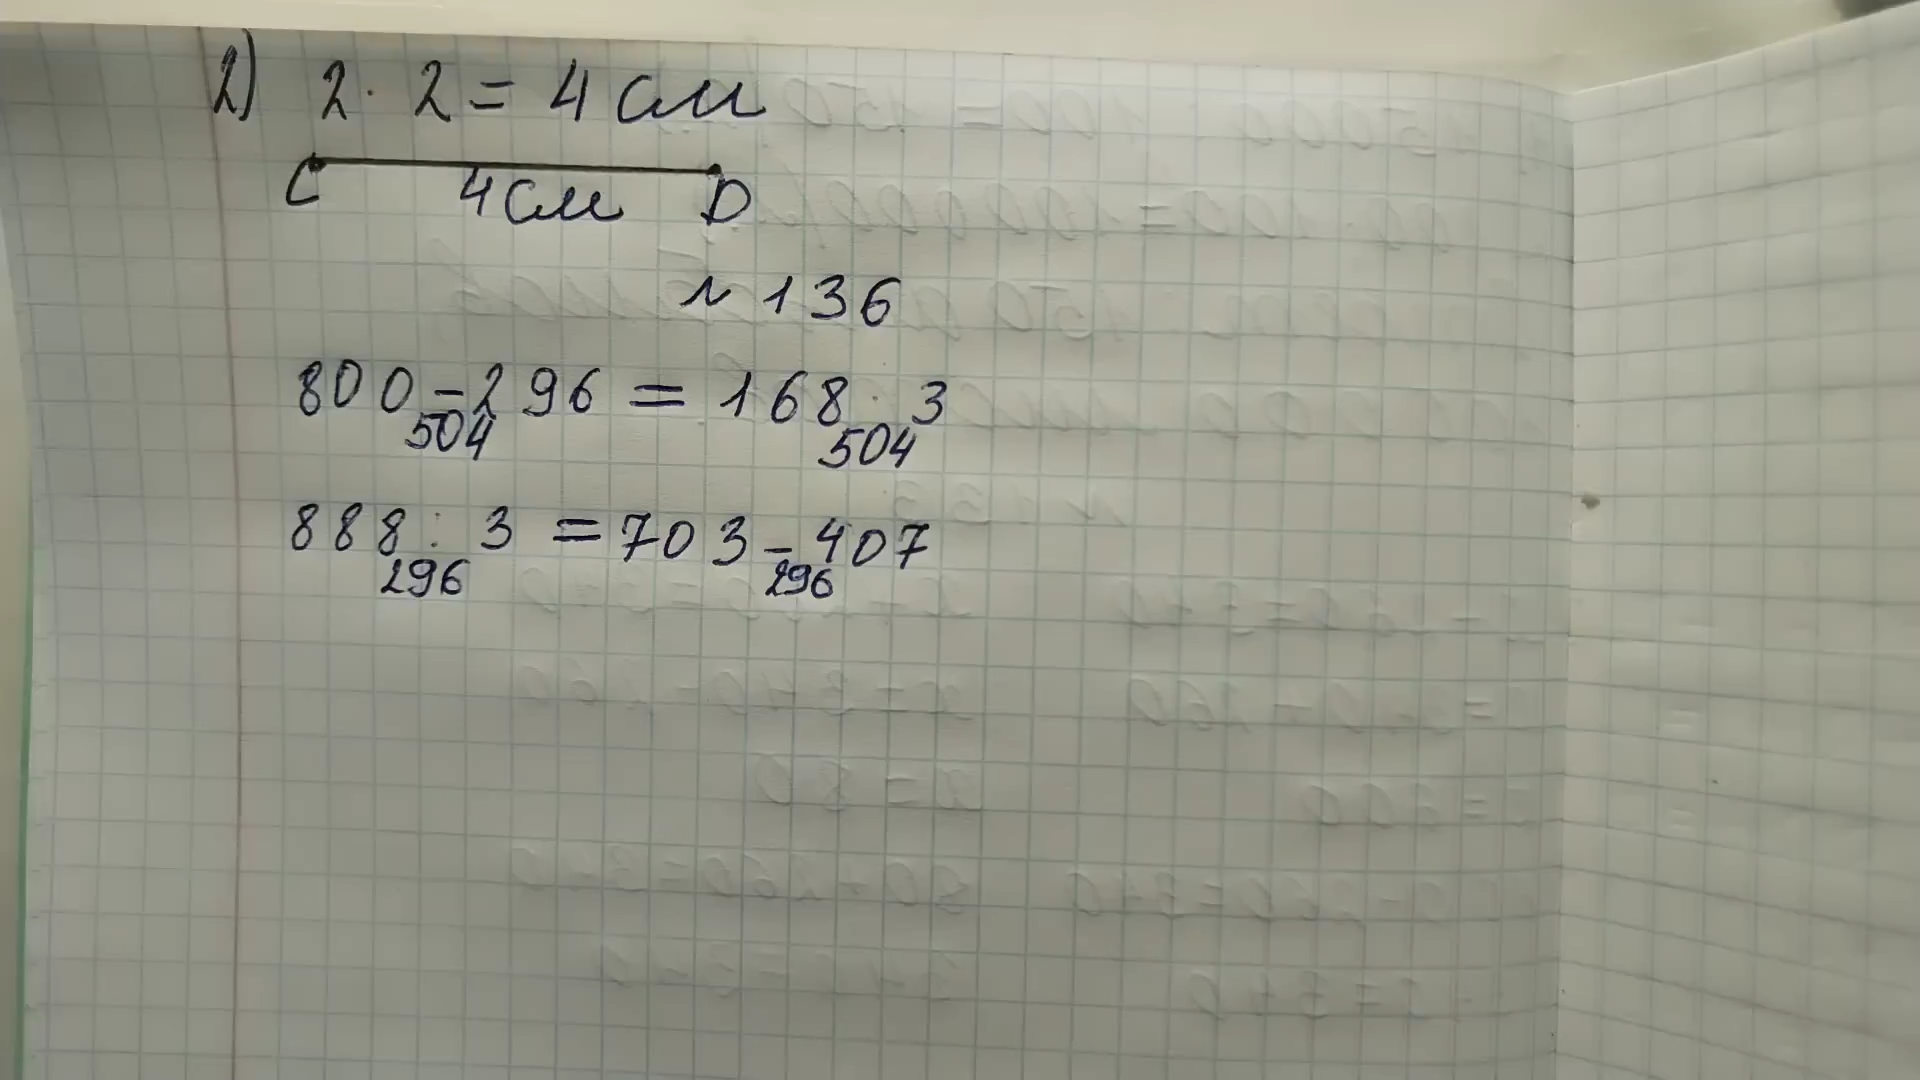 2) 2 · 2 = 4 см
C 4 см D
№ 136
800 - 296 = 168 · 3
504 504
888 : 3 = 703 - 407
296 296